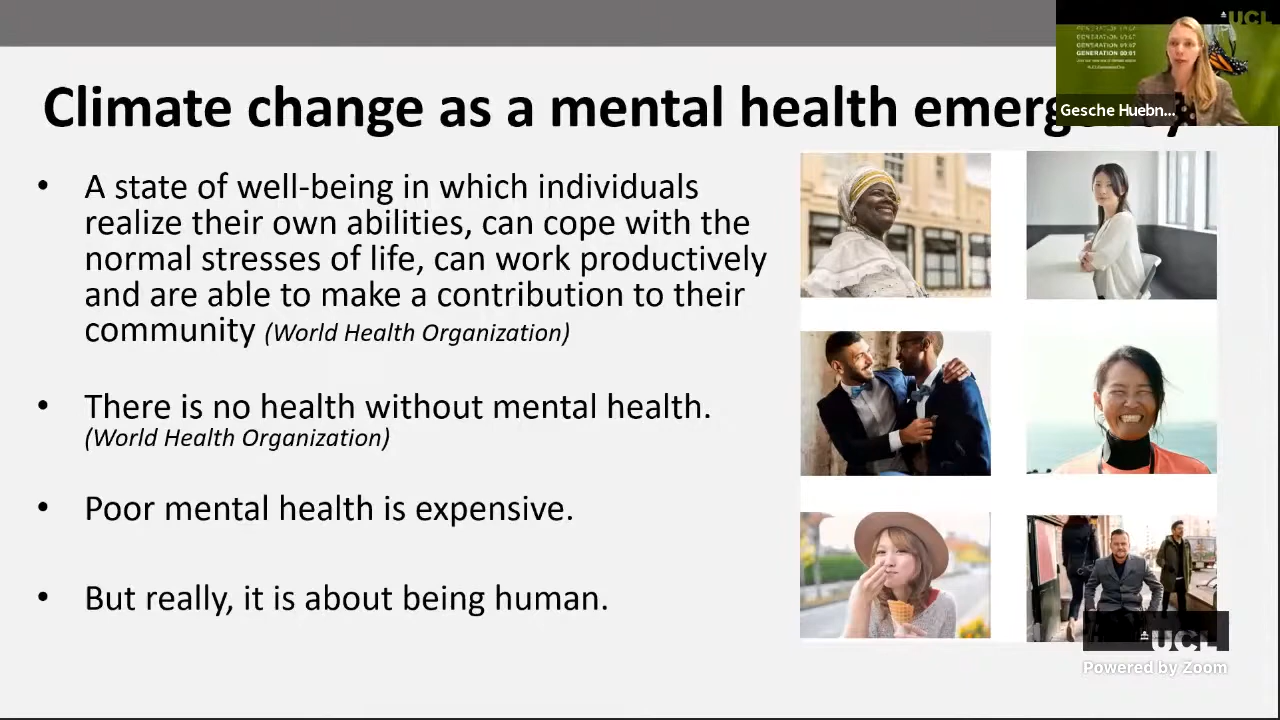 UCL
GENERATION ONE
Gesche Huebn...
Climate change as a mental health emergency
• A state of well-being in which individuals
realize their own abilities, can cope with the
normal stresses of life, can work productively
and are able to make a contribution to their
community (World Health Organization)
• There is no health without mental health.
(World Health Organization)
• Poor mental health is expensive.
• But really, it is about being human.
UCL
Powered by Zoom